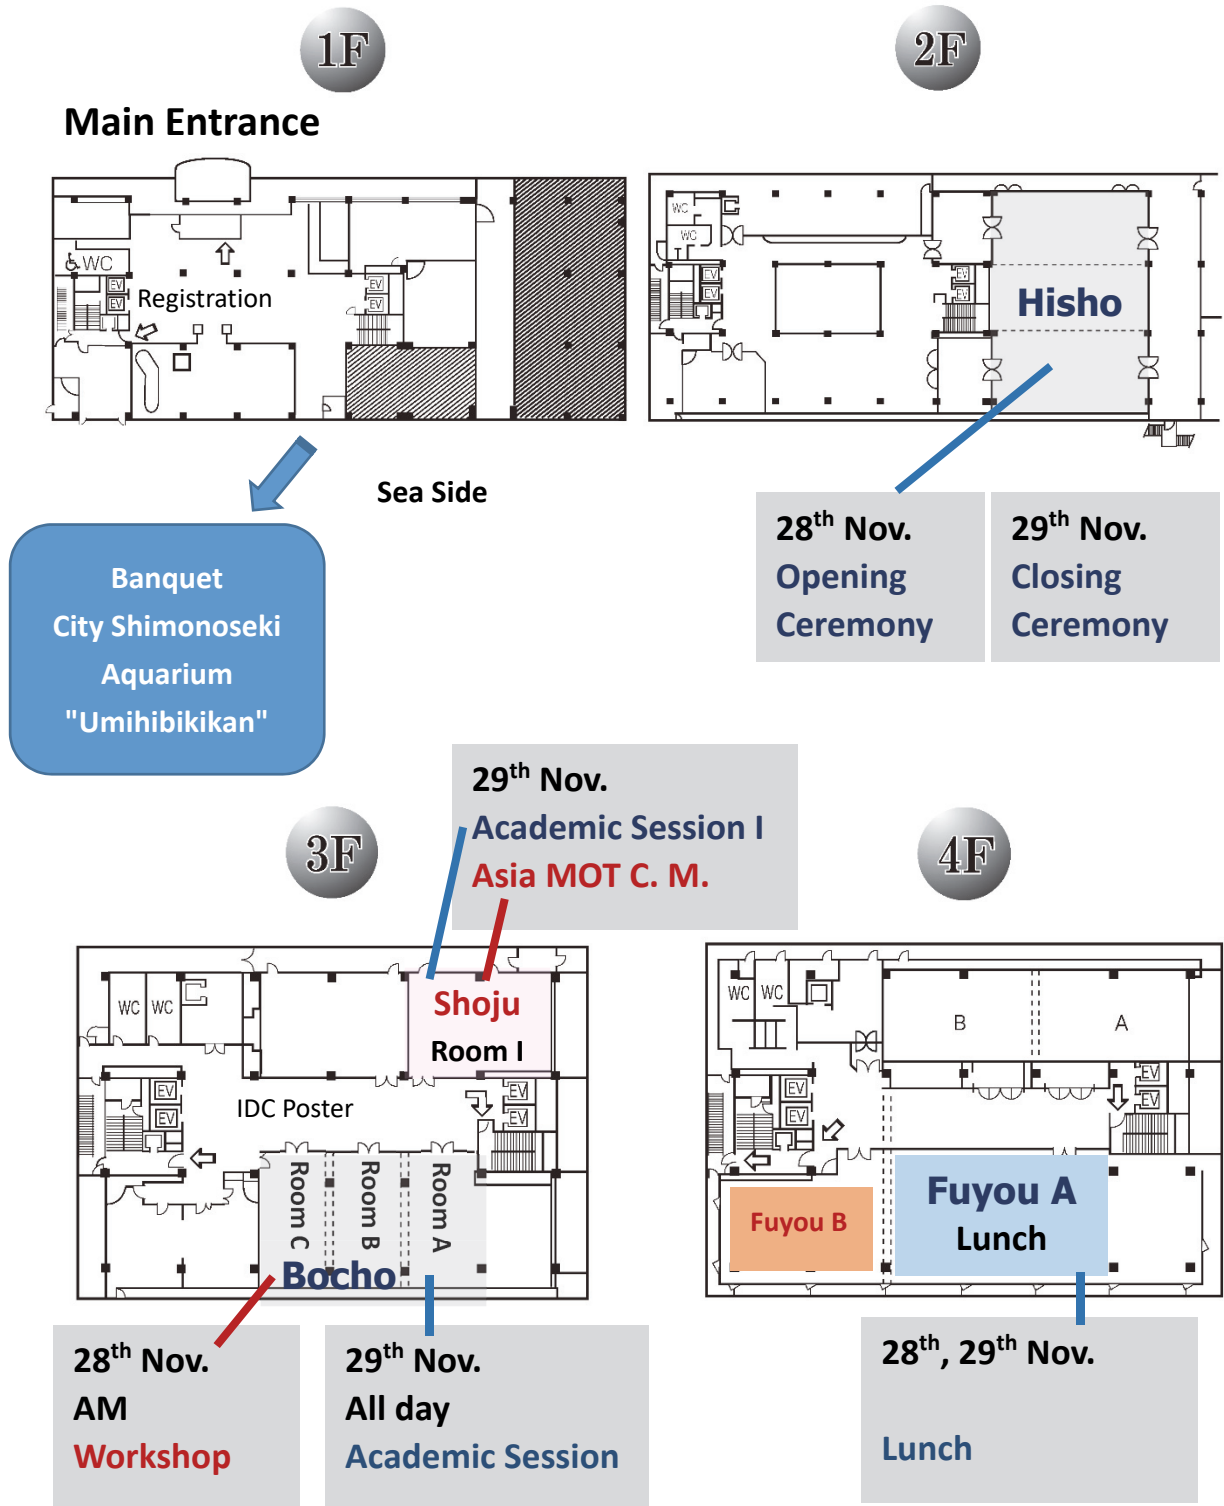 1F
Main Entrance
WC
EV
EV
EV
EV
Registration
Sea Side
Banquet
City Shimonoseki
Aquarium
"Umihibikikan"
2F
WC
WC
EV
EV
EV
EV
Hisho
28th Nov.
Opening
Ceremony
29th Nov.
Closing
Ceremony
3F
29th Nov.
Academic Session I
Asia MOT C. M.
WC
WC
Shoju
Room I
EV
EV
IDC Poster
EV
EV
Room C
Room B
Room A
Bocho
28th Nov.
AM
Workshop
29th Nov.
All day
Academic Session
4F
WC
WC
B
A
EV
EV
EV
EV
Fuyou B
Fuyou A
Lunch
28th, 29th Nov.
Lunch